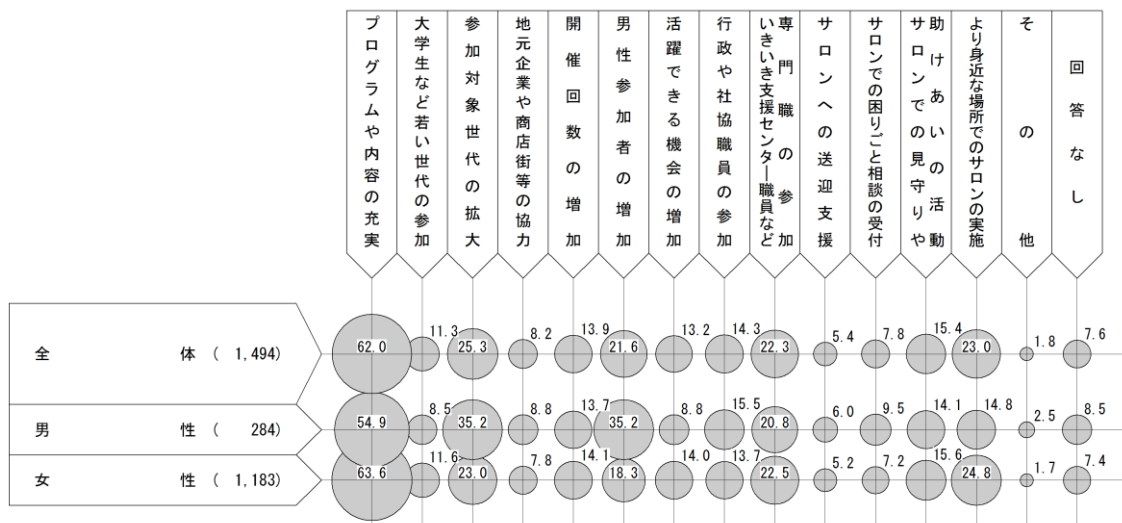 プログラムや内容の充実
大学生など若い世代の参加
参加対象世代の拡大
地元企業や商店街等の協力
開催回数の増加
男性参加者の増加
活躍できる機会の増加
行政や社協職員の参加
専門職の参加
いきいき支援センター職員など
サロンへの送迎支援
サロンでの困りごと相談の受付
助けあいの活動
サロンでの見守りや
より身近な場所でのサロンの実施
その他
回答なし
全体 ( 1,494) 62.0 11.3 25.3 8.2 13.9 21.6 13.2 14.3 22.3 5.4 7.8 15.4 23.0 1.8 7.6
男性 ( 284) 54.9 8.5 35.2 8.8 13.7 35.2 8.8 15.5 20.8 6.0 9.5 14.1 14.8 2.5 8.5
女性 ( 1,183) 63.6 11.6 23.0 7.8 14.1 18.3 14.0 13.7 22.5 5.2 7.2 15.6 24.8 1.7 7.4